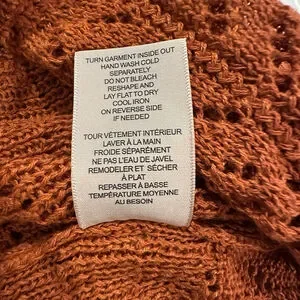 TURN GARMENT INSIDE OUT
HAND WASH COLD
SEPARATELY
DO NOT BLEACH
RESHAPE AND
LAY FLAT TO DRY
COOL IRON
ON REVERSE SIDE
IF NEEDED
TOUR VÊTEMENT INTÉRIEUR
LAVER À LA MAIN
FROIDE SÉPARÉMENT
NE PAS L'EAU DE JAVEL
REMODELER ET SÉCHER
À PLAT
REPASSER À BASSE
TEMPÉRATURE MOYENNE
AU BESOIN